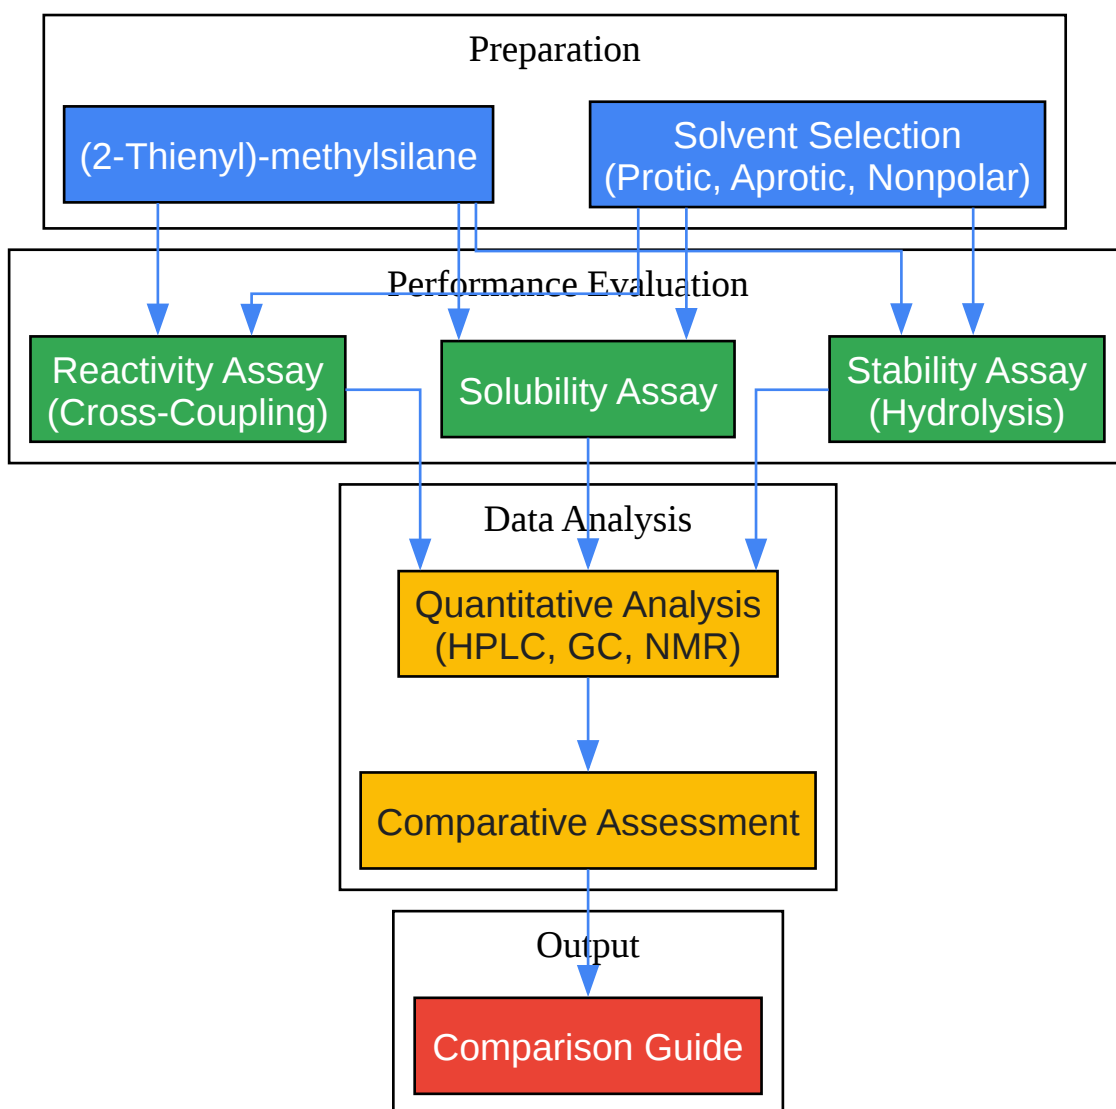 Preparation
(2-Thienyl)-methylsilane
Solvent Selection
(Protic, Aprotic, Nonpolar)
Performance Evaluation
Reactivity Assay
(Cross-Coupling)
Solubility Assay
Stability Assay
(Hydrolysis)
Data Analysis
Quantitative Analysis
(HPLC, GC, NMR)
Comparative Assessment
Output
Comparison Guide